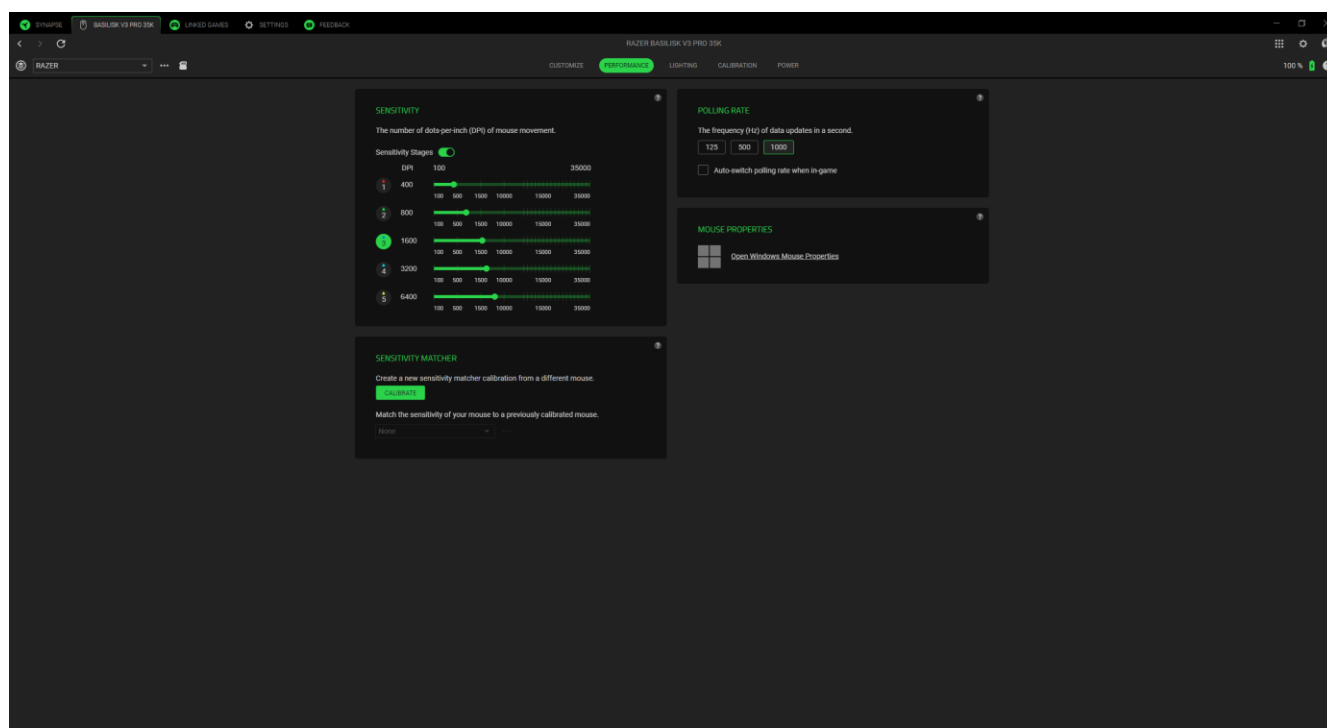 SYNAPSE BASILISK V3 PRO 35K LINKED GAMES SETTINGS FEEDBACK
RAZER BASILISK V3 PRO 35K
RAZER CUSTOMIZE PERFORMANCE LIGHTING CALIBRATION POWER 100 %
SENSITIVITY
The number of dots-per-inch (DPI) of mouse movement.
Sensitivity Stages
DPI 100 35000
1 400
100 500 1500 10000 15000 35000
2 800
100 500 1500 10000 15000 35000
3 1600
100 500 1500 10000 15000 35000
4 3200
100 500 1500 10000 15000 35000
5 6400
100 500 1500 10000 15000 35000
SENSITIVITY MATCHER
Create a new sensitivity matcher calibration from a different mouse.
CALIBRATE
Match the sensitivity of your mouse to a previously calibrated mouse.
None
POLLING RATE
The frequency (Hz) of data updates in a second.
125 500 1000
Auto-switch polling rate when in-game
MOUSE PROPERTIES
Open Windows Mouse Properties